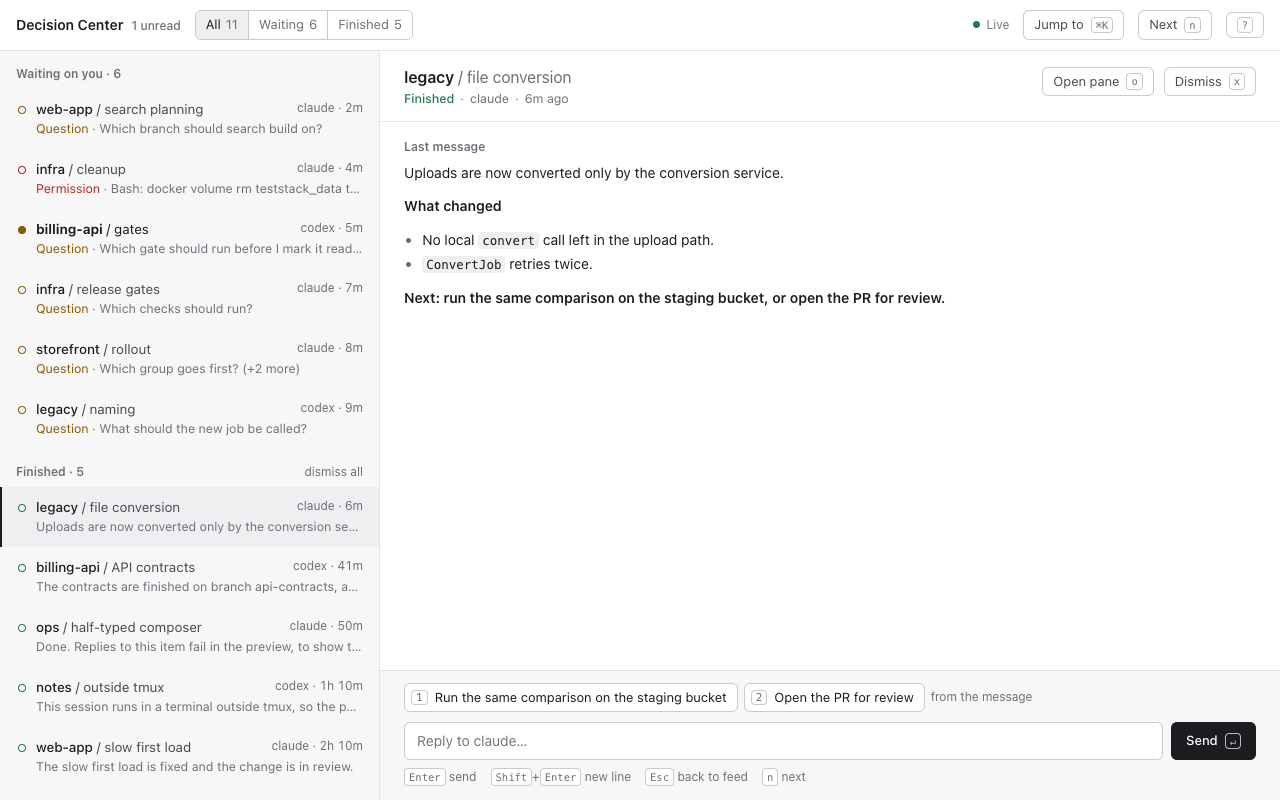 Decision Center 1 unread All 11 Waiting 6 Finished 5 Live Jump to ⌘K Next n ?
Waiting on you · 6
web-app / search planning claude · 2m
Question · Which branch should search build on?
infra / cleanup claude · 4m
Permission · Bash: docker volume rm teststack_data t…
billing-api / gates codex · 5m
Question · Which gate should run before I mark it read…
infra / release gates claude · 7m
Question · Which checks should run?
storefront / rollout claude · 8m
Question · Which group goes first? (+2 more)
legacy / naming codex · 9m
Question · What should the new job be called?
Finished · 5 dismiss all
legacy / file conversion claude · 6m
Uploads are now converted only by the conversion se…
billing-api / API contracts codex · 41m
The contracts are finished on branch api-contracts, a…
ops / half-typed composer claude · 50m
Done. Replies to this item fail in the preview, to show t…
notes / outside tmux codex · 1h 10m
This session runs in a terminal outside tmux, so the p…
web-app / slow first load claude · 2h 10m
The slow first load is fixed and the change is in review.
legacy / file conversion Open pane o Dismiss x
Finished · claude · 6m ago
Last message
Uploads are now converted only by the conversion service.
What changed
• No local convert call left in the upload path.
• ConvertJob retries twice.
Next: run the same comparison on the staging bucket, or open the PR for review.
1 Run the same comparison on the staging bucket 2 Open the PR for review from the message
Reply to claude… Send ↵
Enter send Shift+Enter new line Esc back to feed n next